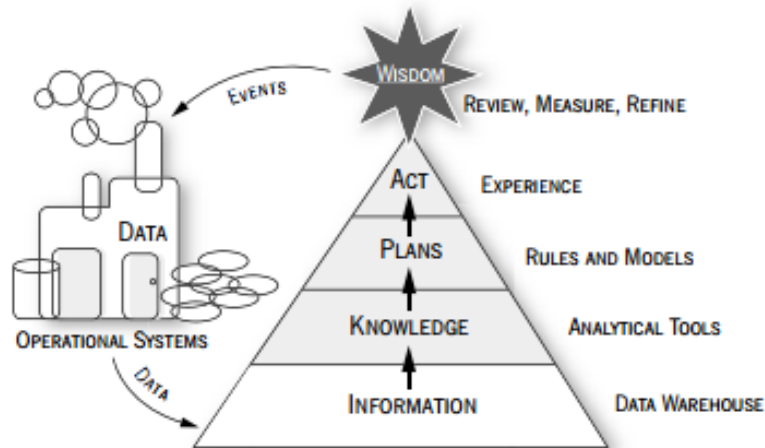 WISDOM
EVENTS
REVIEW, MEASURE, REFINE
ACT
EXPERIENCE
DATA
PLANS
RULES AND MODELS
KNOWLEDGE
ANALYTICAL TOOLS
OPERATIONAL SYSTEMS
DATA
INFORMATION
DATA WAREHOUSE